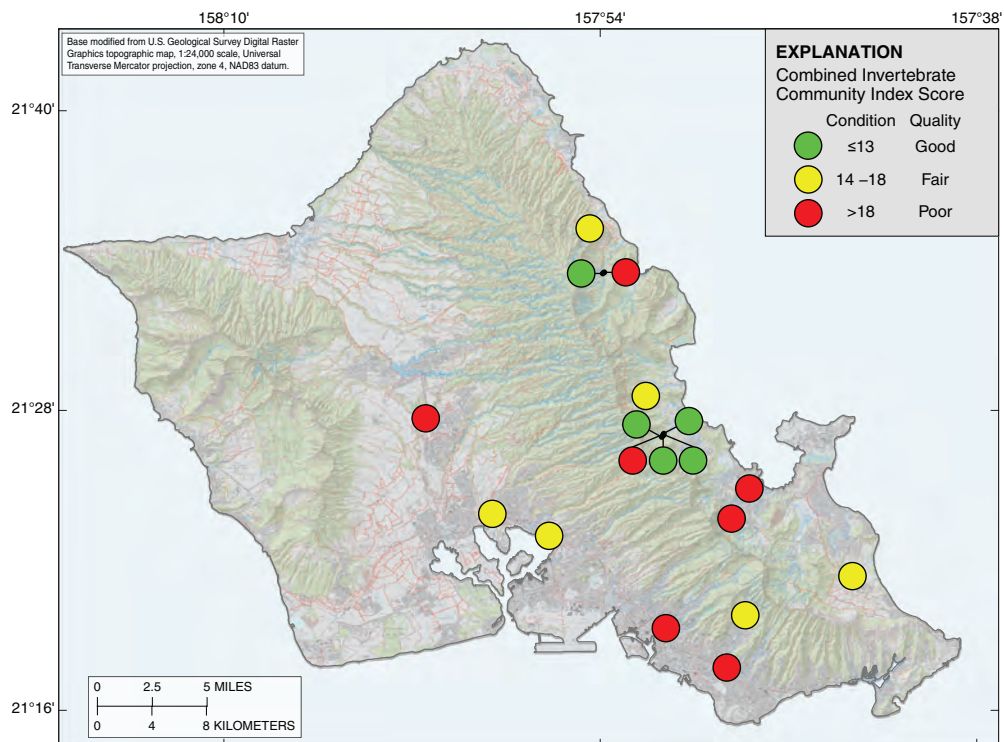 158°10'
157°54'
157°38'
Base modified from U.S. Geological Survey Digital Raster
Graphics topographic map, 1:24,000 scale, Universal
Transverse Mercator projection, zone 4, NAD83 datum.
EXPLANATION
Combined Invertebrate
Community Index Score
Condition Quality
≤13 Good
14 –18 Fair
>18 Poor
21°40'
21°28'
21°16'
0 2.5 5 MILES
0 4 8 KILOMETERS